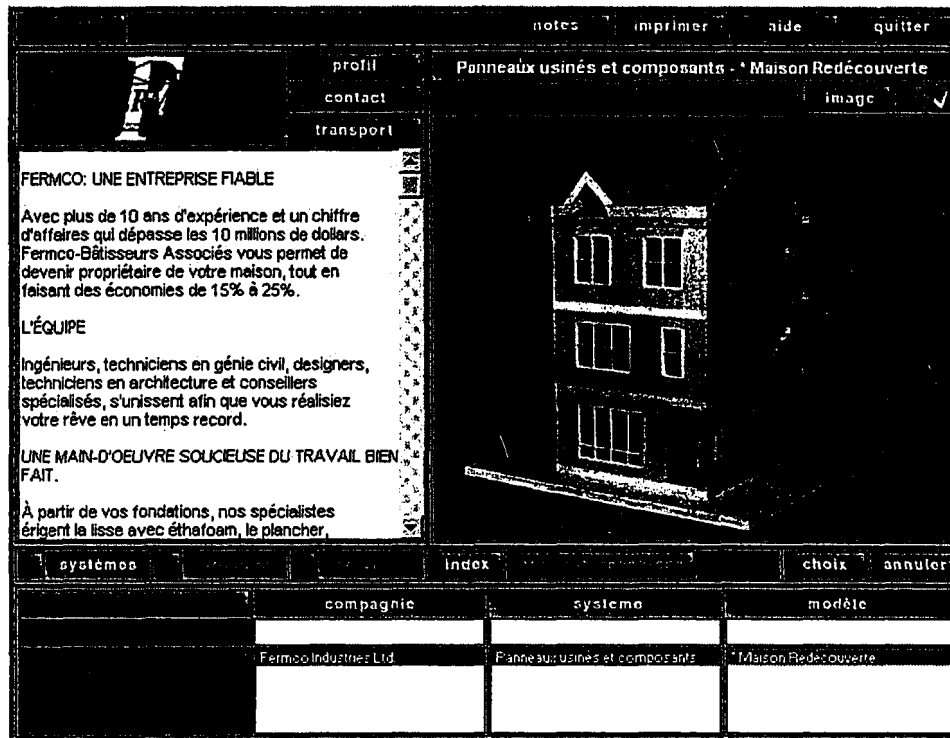 notes imprimer aide quitter
profil
contact
transport
Panneaux usinés et composants - * Maison Redécouverte
image
FERMCO: UNE ENTREPRISE FIABLE
Avec plus de 10 ans d'expérience et un chiffre
d'affaires qui dépasse les 10 millions de dollars.
Fermco-Bâtisseurs Associés vous permet de
devenir propriétaire de votre maison, tout en
faisant des économies de 15% à 25%.
L'ÉQUIPE
Ingénieurs, techniciens en génie civil, designers,
techniciens en architecture et conseillers
spécialisés, s'unissent afin que vous réalisiez
votre rêve en un temps record.
UNE MAIN-D'OEUVRE SOUCIEUSE DU TRAVAIL BIEN
FAIT.
À partir de vos fondations, nos spécialistes
érigent la lisse avec éthafoam, le plancher,
systèmes index choix annuler
compagnie système modèle
Fermco Industries Ltd. Panneaux usinés et composants * Maison Redécouverte